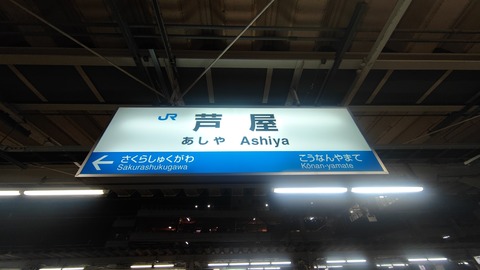 JR 芦屋
あしや Ashiya
← さくらしゅくがわ こうなんやまて
Sakurashukugawa Kōnan-yamate